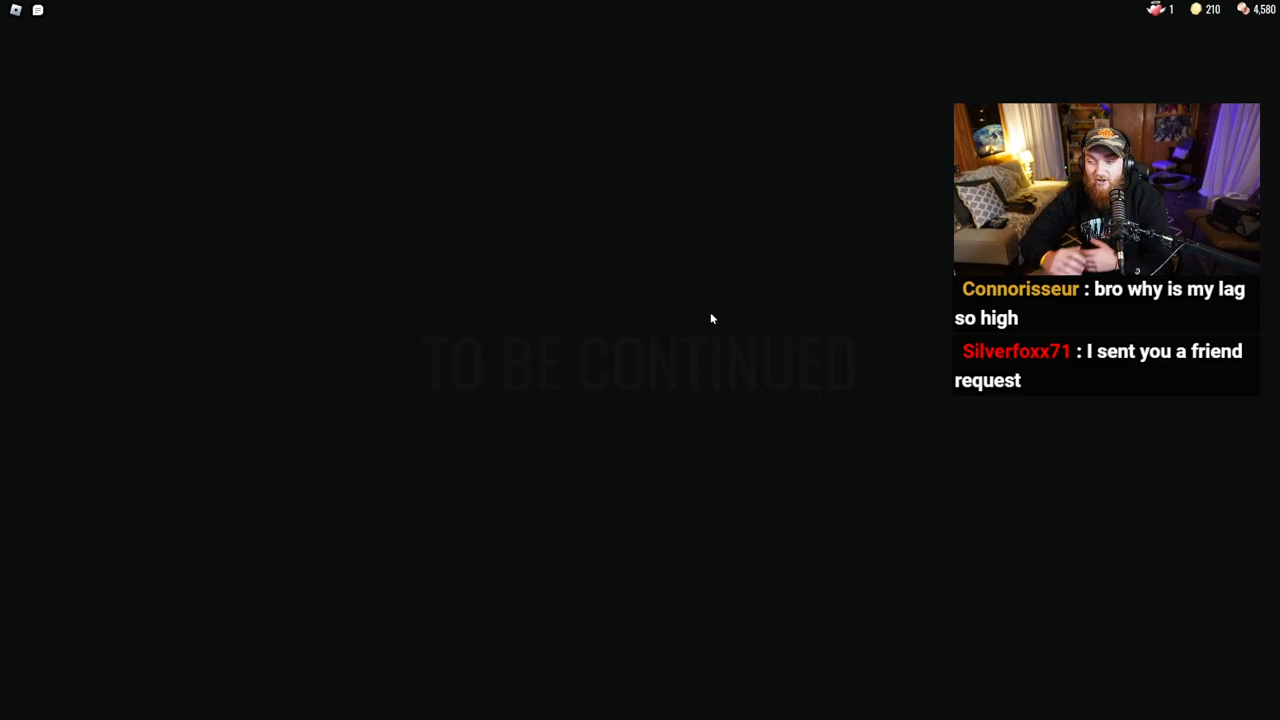 1 210 4,580
Connorisseur : bro why is my lag
so high
TO BE CONTINUED
Silverfoxx71 : I sent you a friend
request